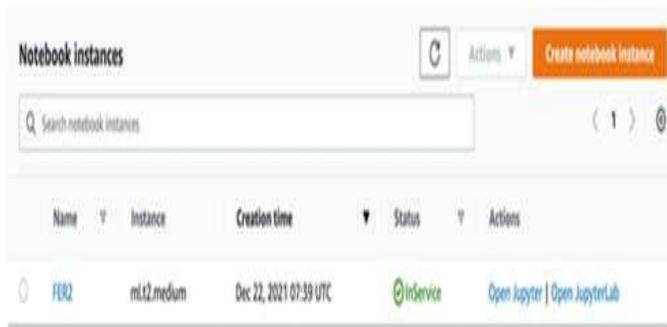 Notebook instances Actions Create notebook instance
Search notebook instances 1
Name Instance Creation time Status Actions
FER2 ml.t2.medium Dec 22, 2021 07:39 UTC InService Open Jupyter | Open JupyterLab